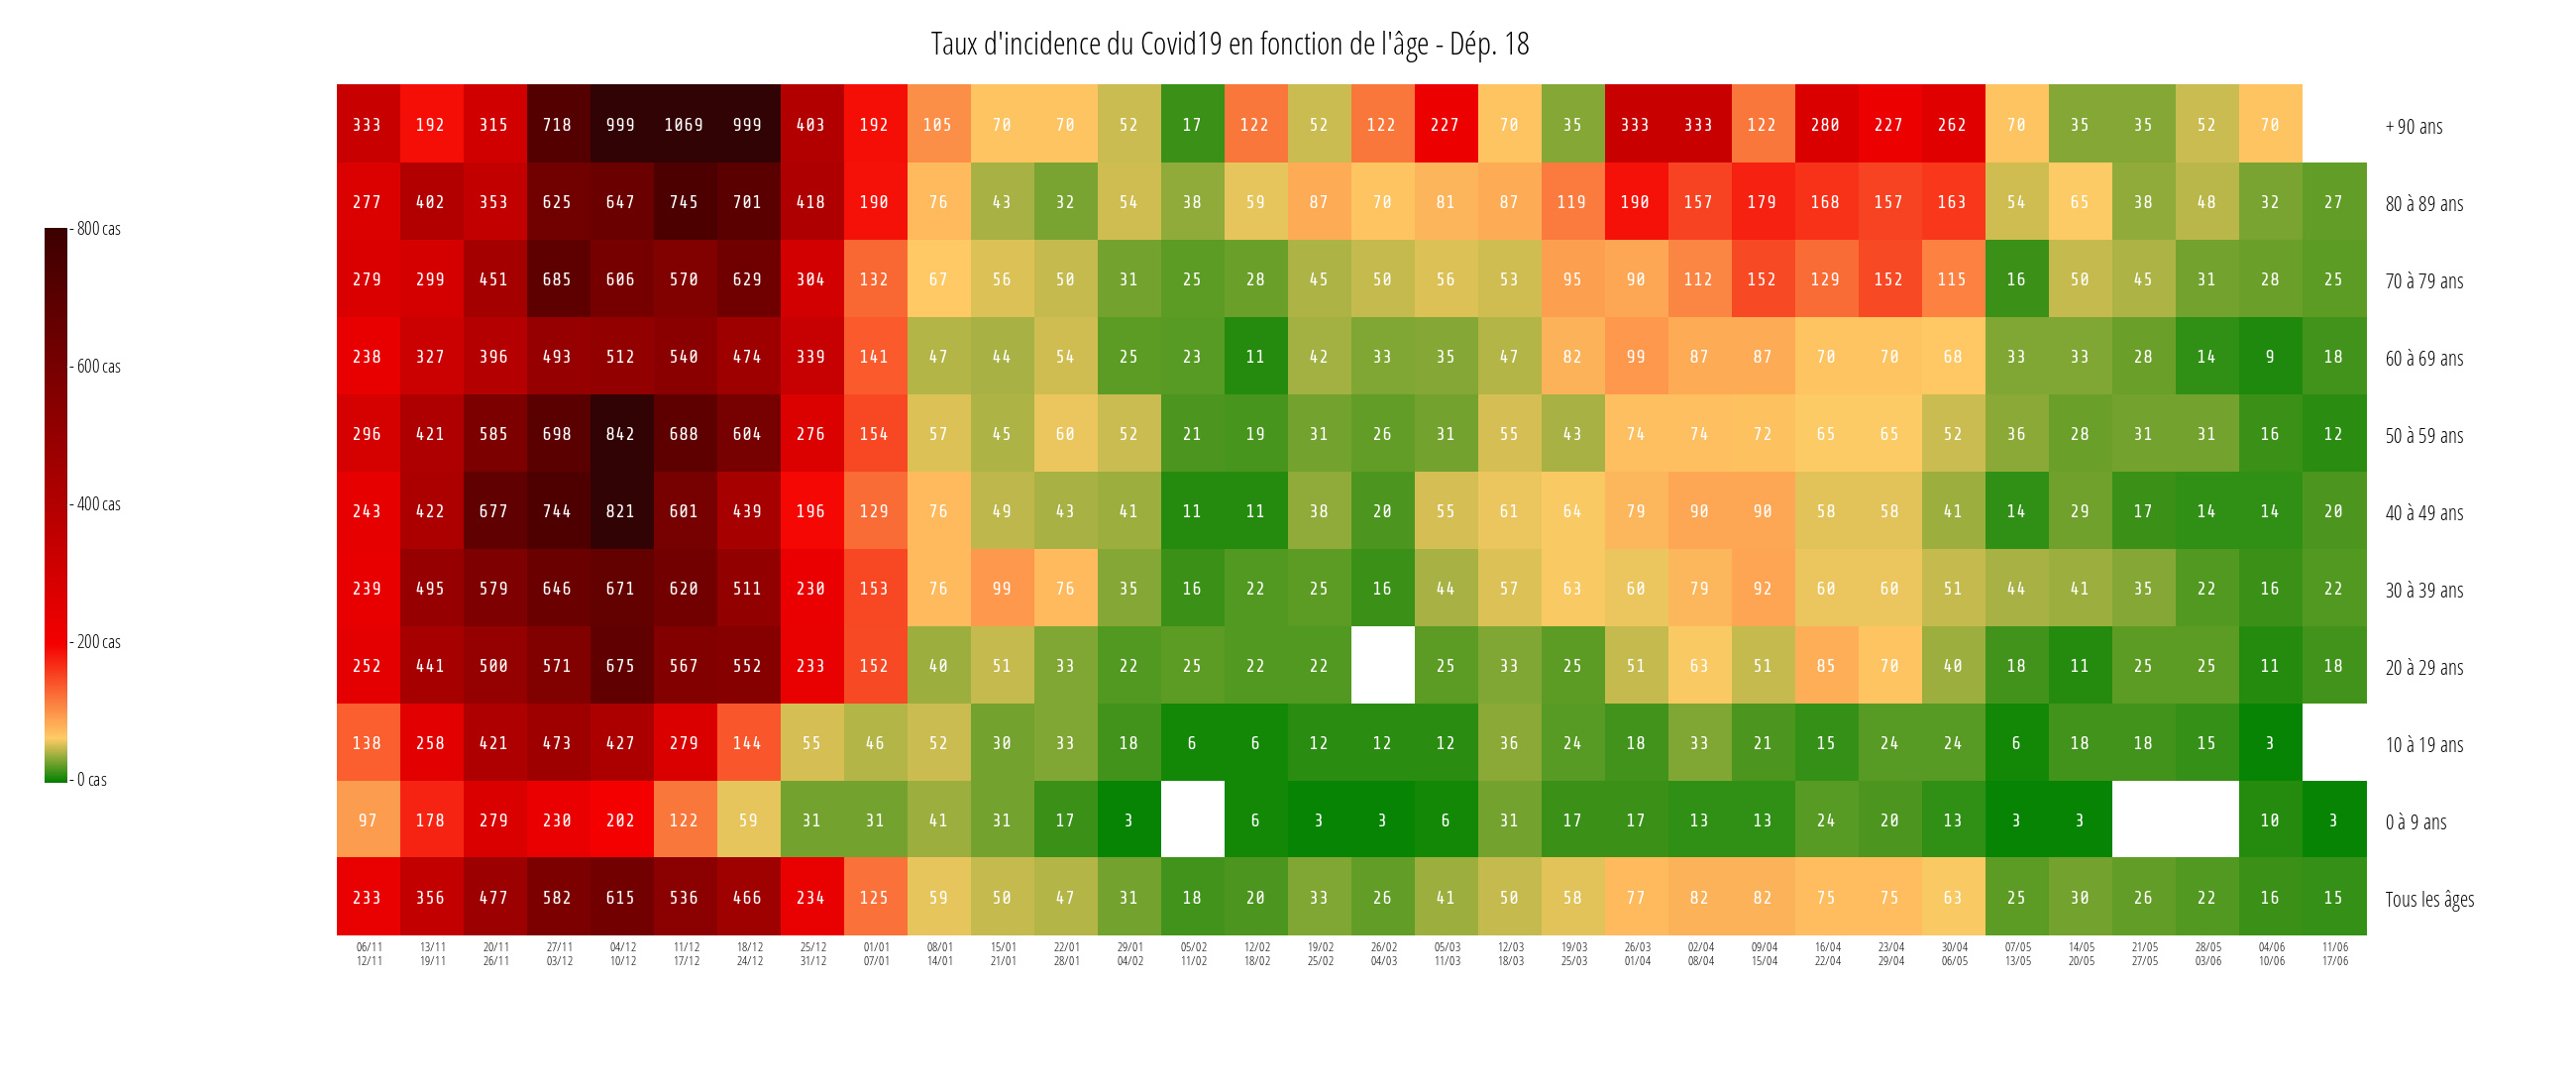 Taux d'incidence du Covid19 en fonction de l'âge - Dép. 18
- 800 cas
- 600 cas
- 400 cas
- 200 cas
- 0 cas
333 192 315 718 999 1069 999 403 192 105 70 70 52 17 122 52 122 227 70 35 333 333 122 280 227 262 70 35 35 52 70 + 90 ans
277 402 353 625 647 745 701 418 190 76 43 32 54 38 59 87 70 81 87 119 190 157 179 168 157 163 54 65 38 48 32 27 80 à 89 ans
279 299 451 685 606 570 629 304 132 67 56 50 31 25 28 45 50 56 53 95 90 112 152 129 152 115 16 50 45 31 28 25 70 à 79 ans
238 327 396 493 512 540 474 339 141 47 44 54 25 23 11 42 33 35 47 82 99 87 87 70 70 68 33 33 28 14 9 18 60 à 69 ans
296 421 585 698 842 688 604 276 154 57 45 60 52 21 19 31 26 31 55 43 74 74 72 65 65 52 36 28 31 31 16 12 50 à 59 ans
243 422 677 744 821 601 439 196 129 76 49 43 41 11 11 38 20 55 61 64 79 90 90 58 58 41 14 29 17 14 14 20 40 à 49 ans
239 495 579 646 671 620 511 230 153 76 99 76 35 16 22 25 16 44 57 63 60 79 92 60 60 51 44 41 35 22 16 22 30 à 39 ans
252 441 500 571 675 567 552 233 152 40 51 33 22 25 22 22 25 33 25 51 63 51 85 70 40 18 11 25 25 11 18 20 à 29 ans
138 258 421 473 427 279 144 55 46 52 30 33 18 6 6 12 12 12 36 24 18 33 21 15 24 24 6 18 18 15 3 10 à 19 ans
97 178 279 230 202 122 59 31 31 41 31 17 3 6 3 3 6 31 17 17 13 13 24 20 13 3 3 10 3 0 à 9 ans
233 356 477 582 615 536 466 234 125 59 50 47 31 18 20 33 26 41 50 58 77 82 82 75 75 63 25 30 26 22 16 15 Tous les âges
06/11 13/11 20/11 27/11 04/12 11/12 18/12 25/12 01/01 08/01 15/01 22/01 29/01 05/02 12/02 19/02 26/02 05/03 12/03 19/03 26/03 02/04 09/04 16/04 23/04 30/04 07/05 14/05 21/05 28/05 04/06 11/06
12/11 19/11 26/11 03/12 10/12 17/12 24/12 31/12 07/01 14/01 21/01 28/01 04/02 11/02 18/02 25/02 04/03 11/03 18/03 25/03 01/04 08/04 15/04 22/04 29/04 06/05 13/05 20/05 27/05 03/06 10/06 17/06